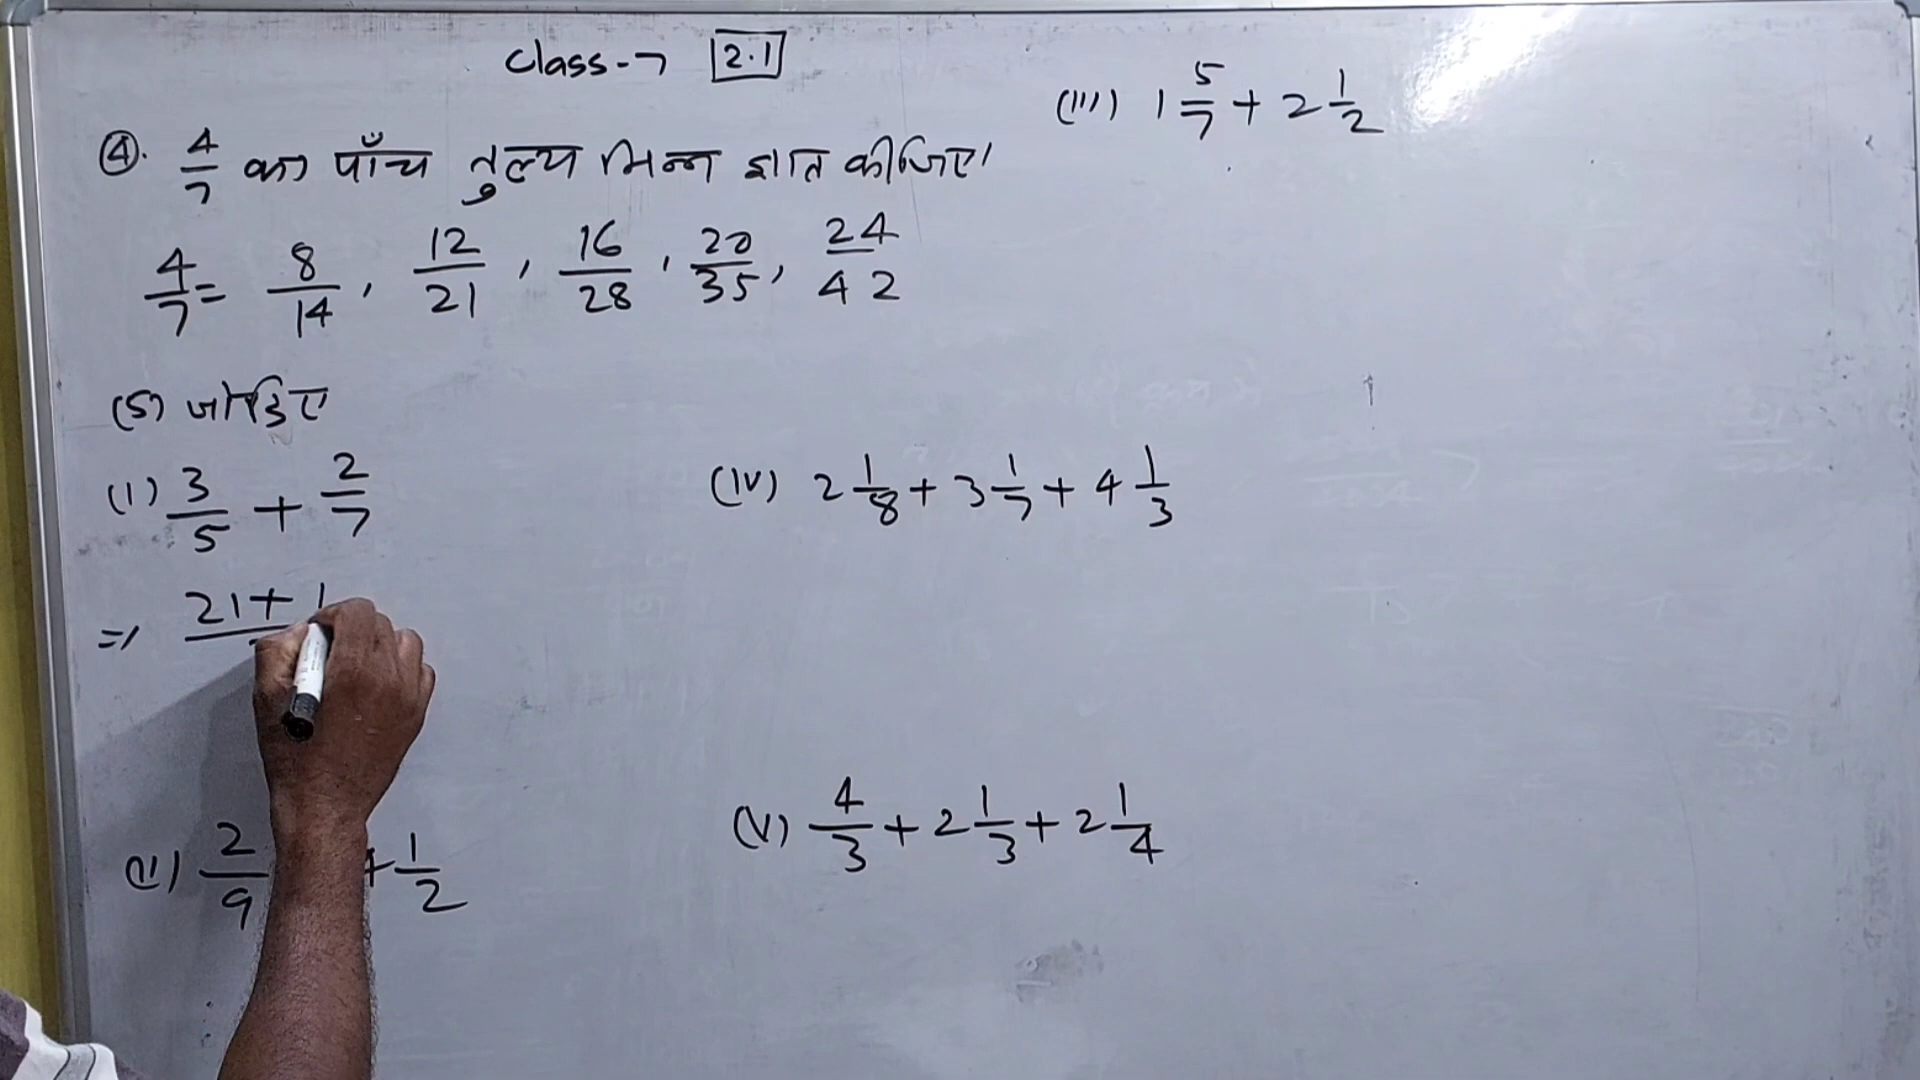 Class-7 2.1
④. 4/7 का पाँच तुल्य भिन्न ज्ञात कीजिए।
4/7 = 8/14, 12/21, 16/28, 20/35, 24/42
(5) जोड़िए
(i) 3/5 + 2/7
=> 21+1
(ii) 2/9 + 1/2
(iii) 1 5/7 + 2 1/2
(iv) 2 1/8 + 3 1/7 + 4 1/3
(v) 4/3 + 2 1/3 + 2 1/4